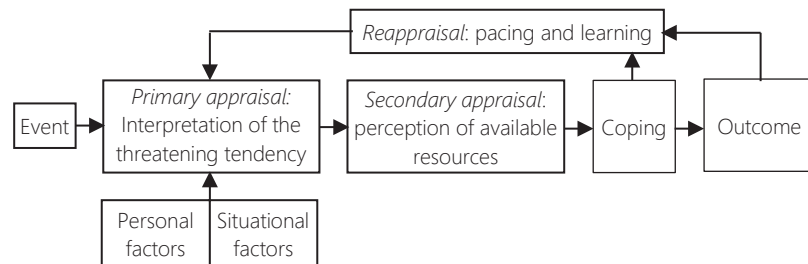 Reappraisal: pacing and learning
Event
Primary appraisal:
Interpretation of the
threatening tendency
Secondary appraisal:
perception of available
resources
Coping
Outcome
Personal
factors
Situational
factors